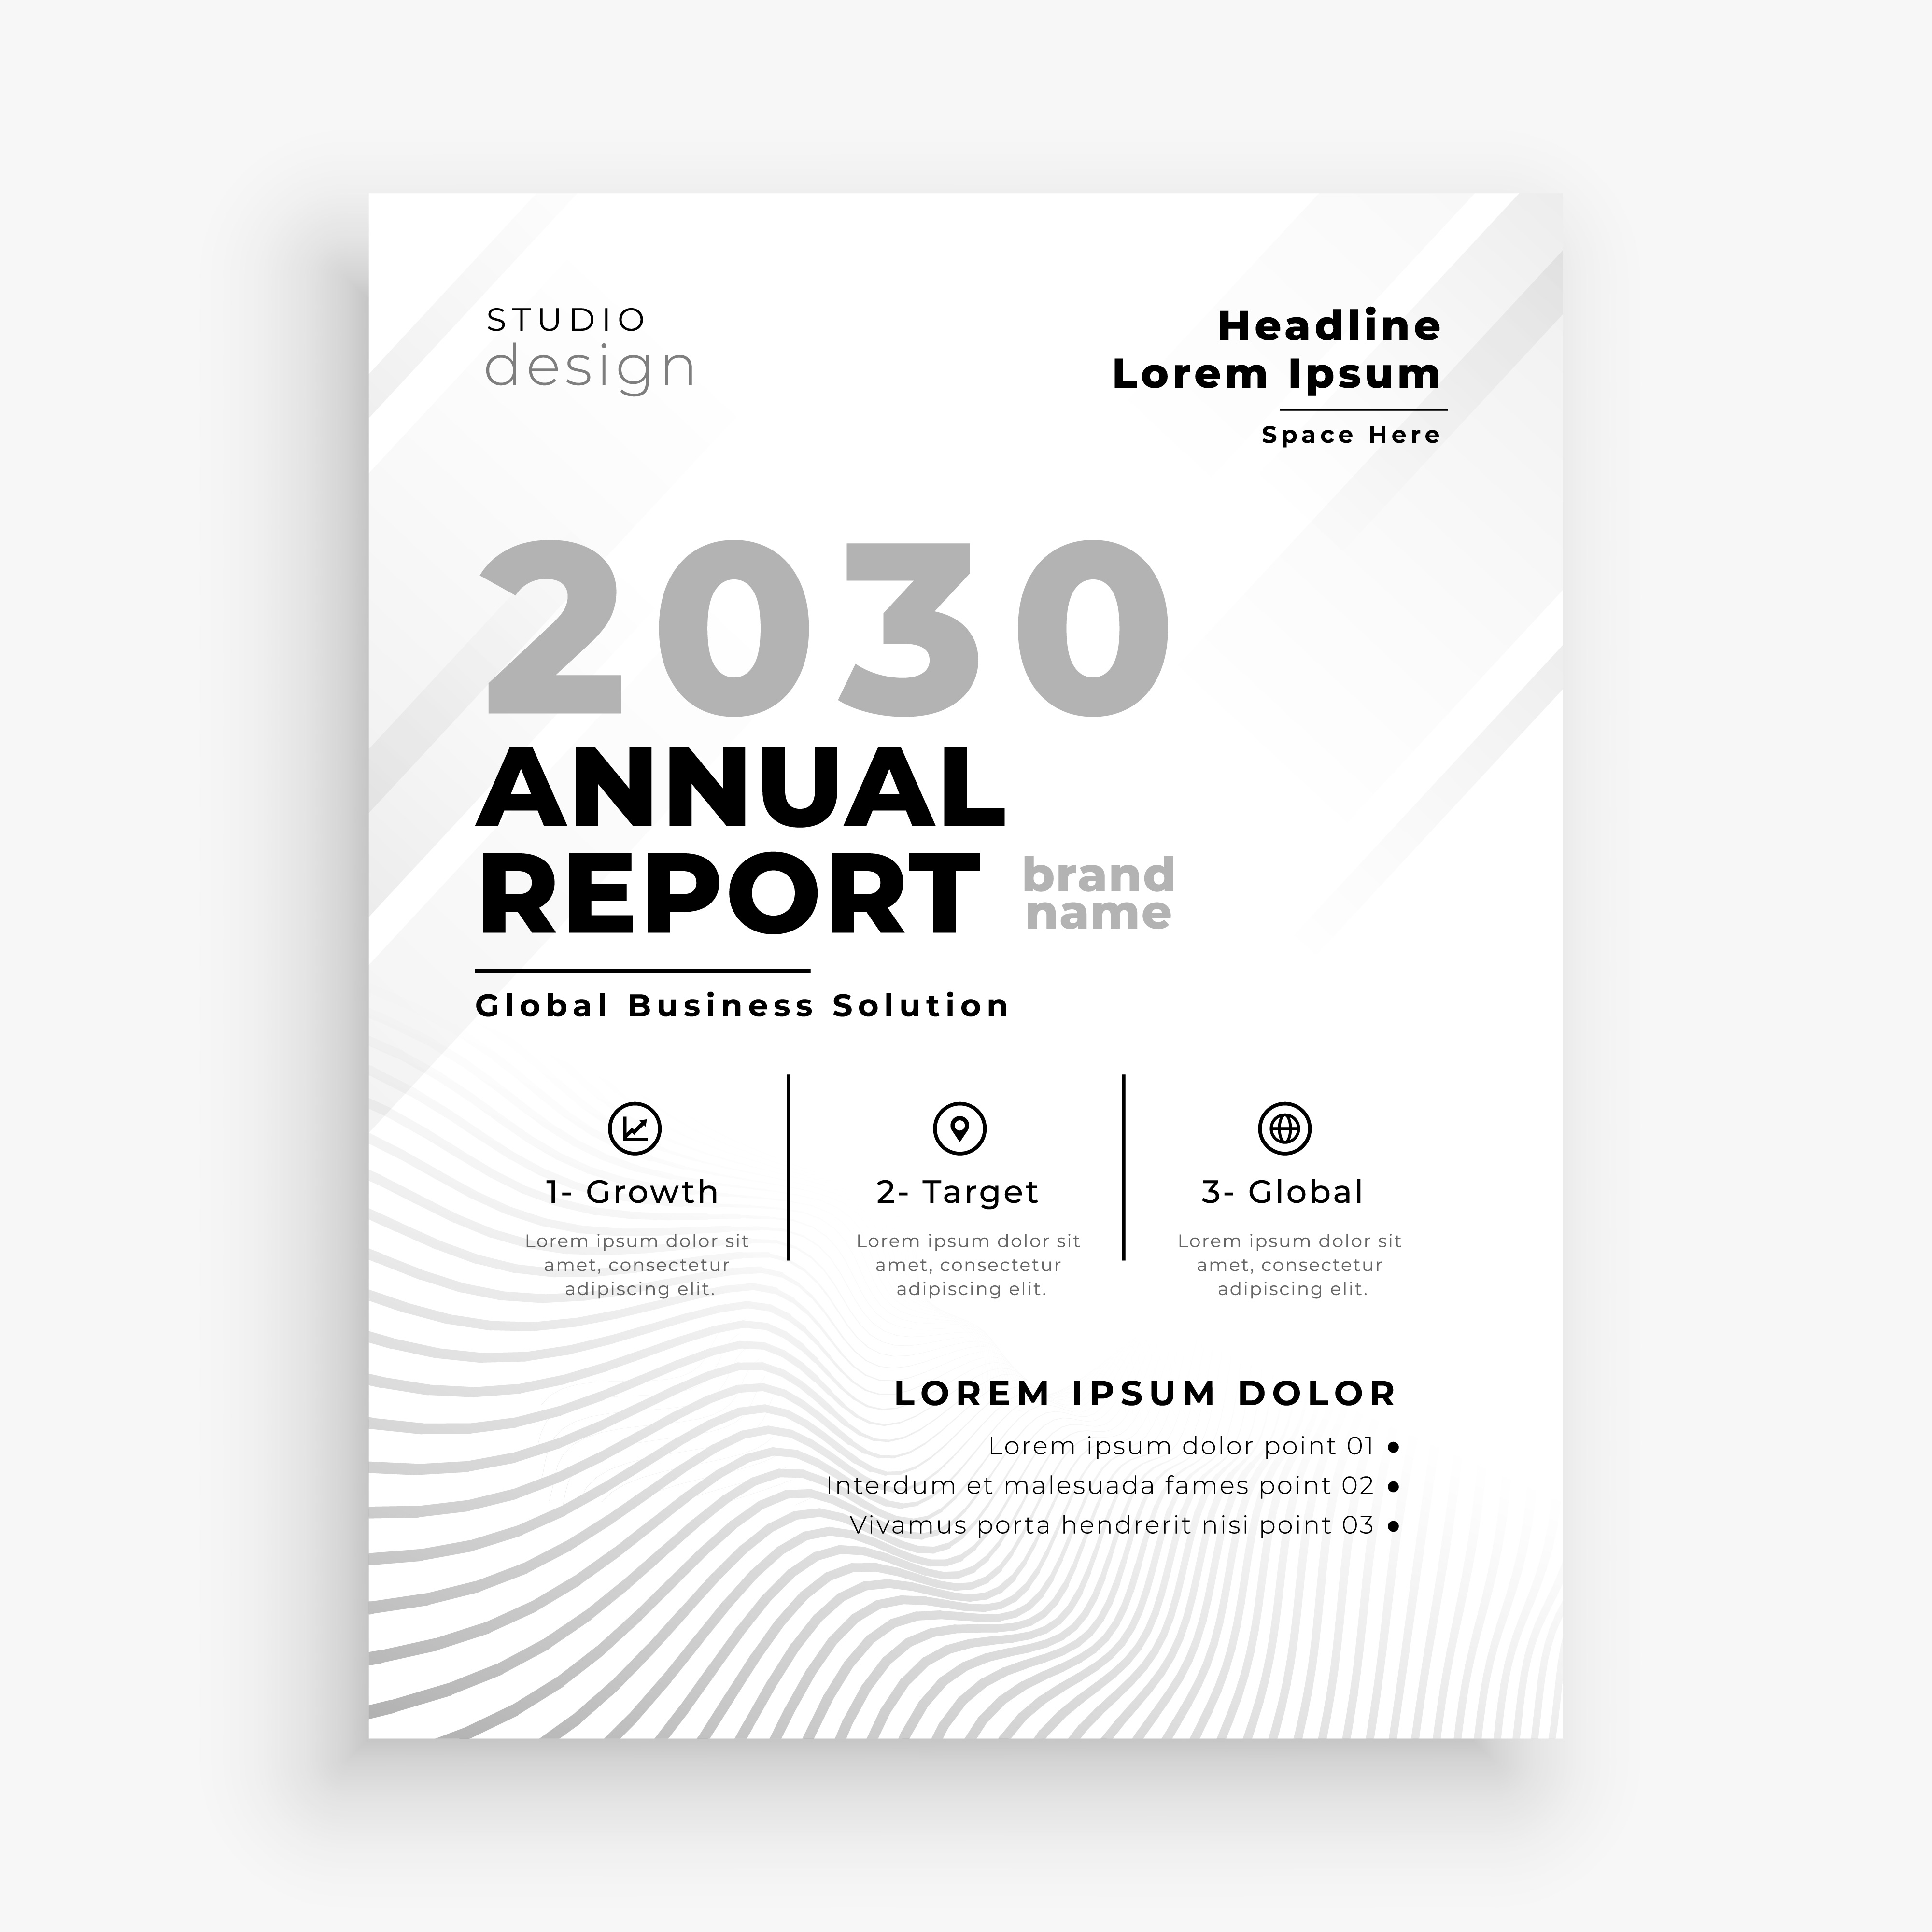 STUDIO
design
Headline
Lorem Ipsum
Space Here
2030
ANNUAL
REPORT
brand
name
Global Business Solution
1- Growth
Lorem ipsum dolor sit
amet, consectetur
adipiscing elit.
2- Target
Lorem ipsum dolor sit
amet, consectetur
adipiscing elit.
3- Global
Lorem ipsum dolor sit
amet, consectetur
adipiscing elit.
LOREM IPSUM DOLOR
Lorem ipsum dolor point 01 ●
Interdum et malesuada fames point 02 ●
Vivamus porta hendrerit nisi point 03 ●